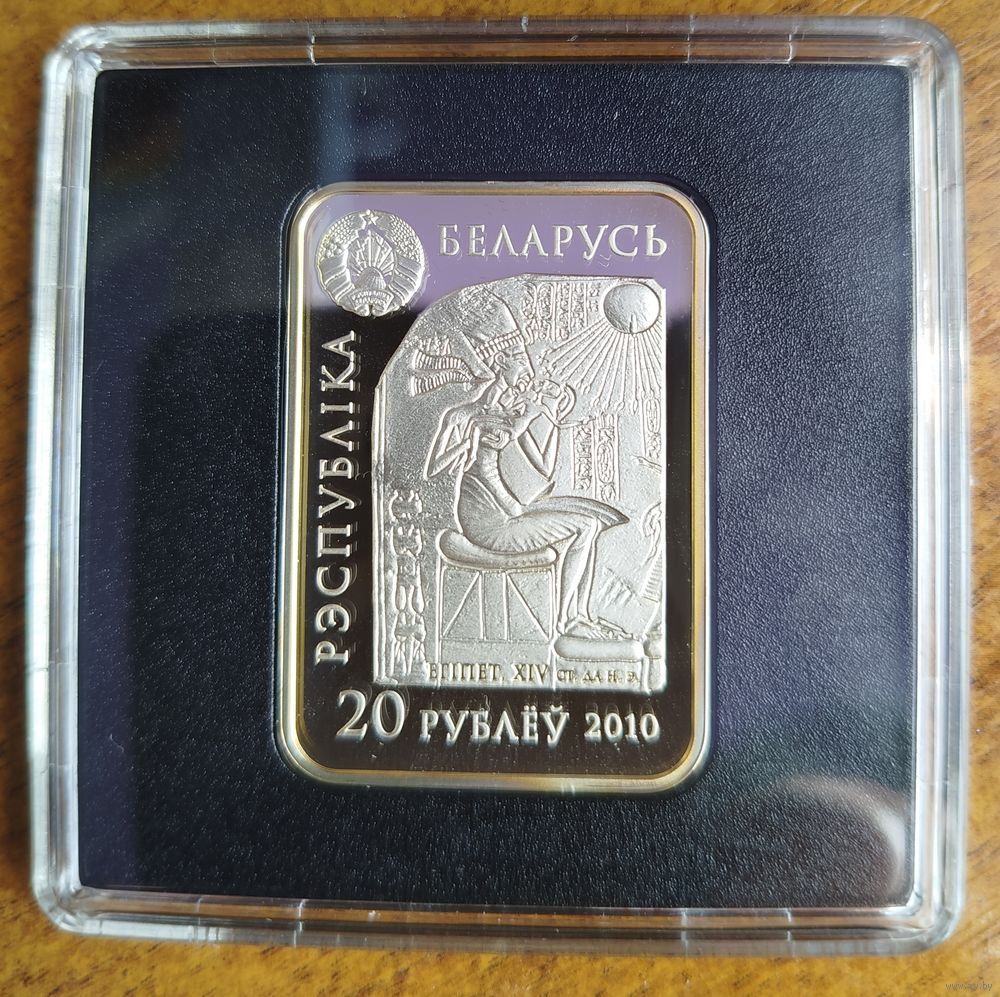 БЕЛАРУСЬ
РЭСПУБЛІКА
ЕГІПЕТ, XIV СТ. ДА Н. Э.
20 РУБЛЁЎ 2010